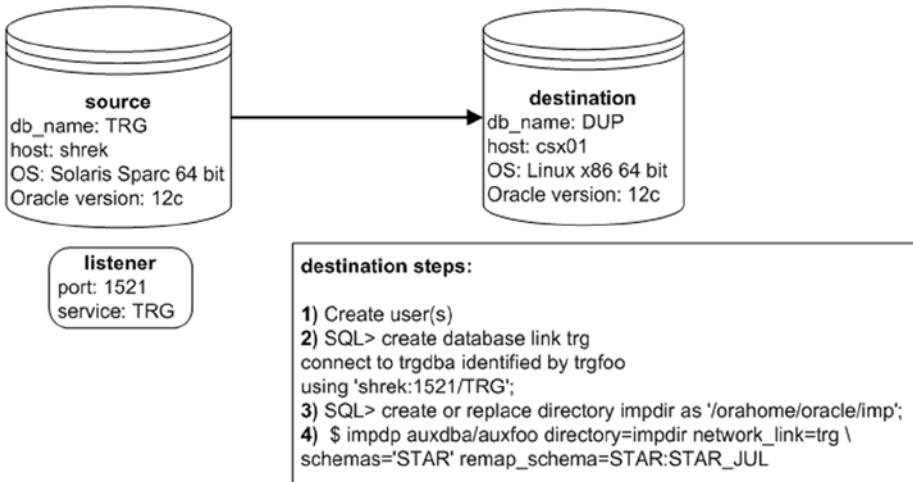 source
db_name: TRG
host: shrek
OS: Solaris Sparc 64 bit
Oracle version: 12c
destination
db_name: DUP
host: csx01
OS: Linux x86 64 bit
Oracle version: 12c
listener
port: 1521
service: TRG
destination steps:
1) Create user(s)
2) SQL> create database link trg
connect to trgdba identified by trgfoo
using 'shrek:1521/TRG';
3) SQL> create or replace directory impdir as '/orahome/oracle/imp';
4) $ impdp auxdba/auxfoo directory=impdir network_link=trg \
schemas='STAR' remap_schema=STAR:STAR_JUL